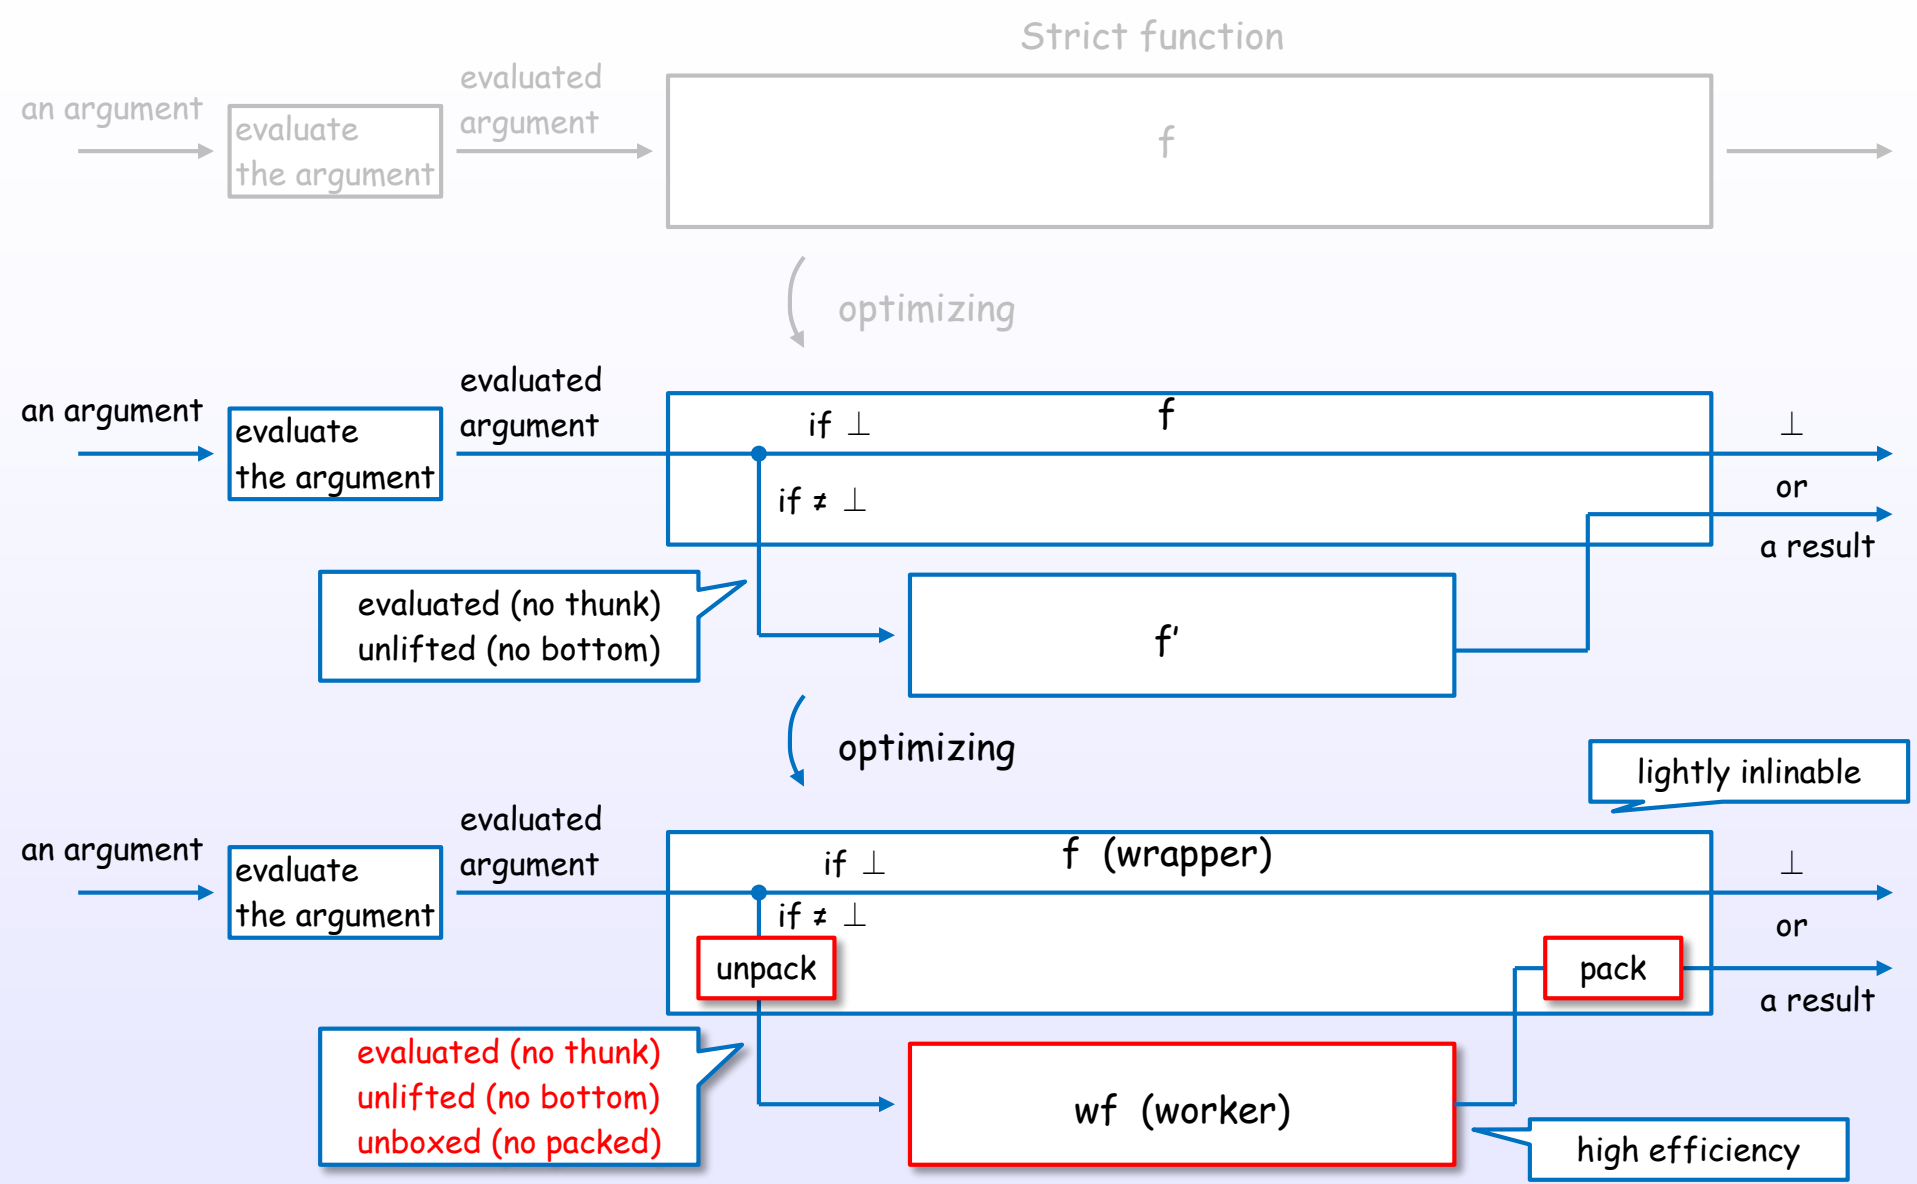 Strict function
an argument
evaluate
the argument
evaluated
argument
f
optimizing
an argument
evaluate
the argument
evaluated
argument
if ⊥
f
if ≠ ⊥
⊥
or
a result
evaluated (no thunk)
unlifted (no bottom)
f'
optimizing
lightly inlinable
an argument
evaluate
the argument
evaluated
argument
if ⊥
f (wrapper)
if ≠ ⊥
unpack
pack
⊥
or
a result
evaluated (no thunk)
unlifted (no bottom)
unboxed (no packed)
wf (worker)
high efficiency